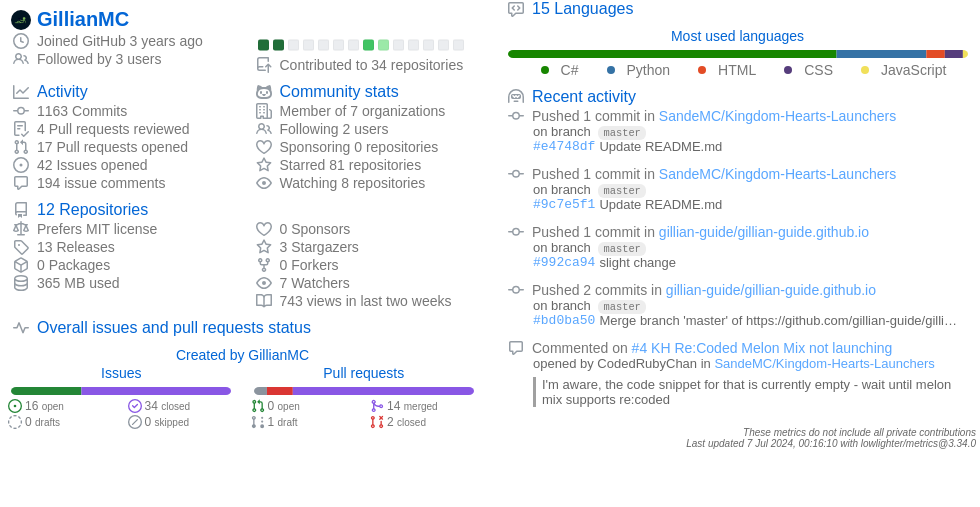 GillianMC
Joined GitHub 3 years ago
Followed by 3 users
Contributed to 34 repositories
Activity
1163 Commits
4 Pull requests reviewed
17 Pull requests opened
42 Issues opened
194 issue comments
Community stats
Member of 7 organizations
Following 2 users
Sponsoring 0 repositories
Starred 81 repositories
Watching 8 repositories
12 Repositories
Prefers MIT license
13 Releases
0 Packages
365 MB used
0 Sponsors
3 Stargazers
0 Forkers
7 Watchers
743 views in last two weeks
Overall issues and pull requests status
Created by GillianMC
Issues
16 open
34 closed
0 drafts
0 skipped
Pull requests
0 open
14 merged
1 draft
2 closed
15 Languages
Most used languages
C# Python HTML CSS JavaScript
Recent activity
Pushed 1 commit in SandeMC/Kingdom-Hearts-Launchers
on branch master
#e4748df Update README.md
Pushed 1 commit in SandeMC/Kingdom-Hearts-Launchers
on branch master
#9c7e5f1 Update README.md
Pushed 1 commit in gillian-guide/gillian-guide.github.io
on branch master
#992ca94 slight change
Pushed 2 commits in gillian-guide/gillian-guide.github.io
on branch master
#bd0ba50 Merge branch 'master' of https://github.com/gillian-guide/gilli…
Commented on #4 KH Re:Coded Melon Mix not launching
opened by CodedRubyChan in SandeMC/Kingdom-Hearts-Launchers
I'm aware, the code snippet for that is currently empty - wait until melon
mix supports re:coded
These metrics do not include all private contributions
Last updated 7 Jul 2024, 00:16:10 with lowlighter/metrics@3.34.0